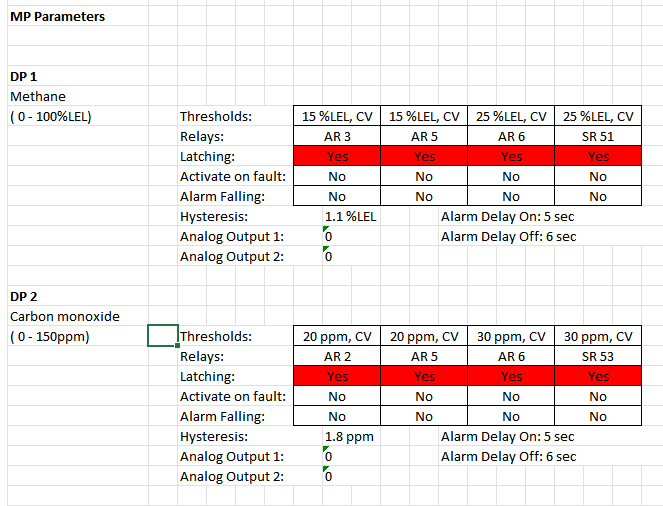 MP Parameters
DP 1
Methane
( 0 - 100%LEL) Thresholds: 15 %LEL, CV 15 %LEL, CV 25 %LEL, CV 25 %LEL, CV
Relays: AR 3 AR 5 AR 6 SR 51
Latching: Yes Yes Yes Yes
Activate on fault: No No No No
Alarm Falling: No No No No
Hysteresis: 1.1 %LEL Alarm Delay On: 5 sec
Analog Output 1: 0 Alarm Delay Off: 6 sec
Analog Output 2: 0
DP 2
Carbon monoxide
( 0 - 150ppm) Thresholds: 20 ppm, CV 20 ppm, CV 30 ppm, CV 30 ppm, CV
Relays: AR 2 AR 5 AR 6 SR 53
Latching: Yes Yes Yes Yes
Activate on fault: No No No No
Alarm Falling: No No No No
Hysteresis: 1.8 ppm Alarm Delay On: 5 sec
Analog Output 1: 0 Alarm Delay Off: 6 sec
Analog Output 2: 0